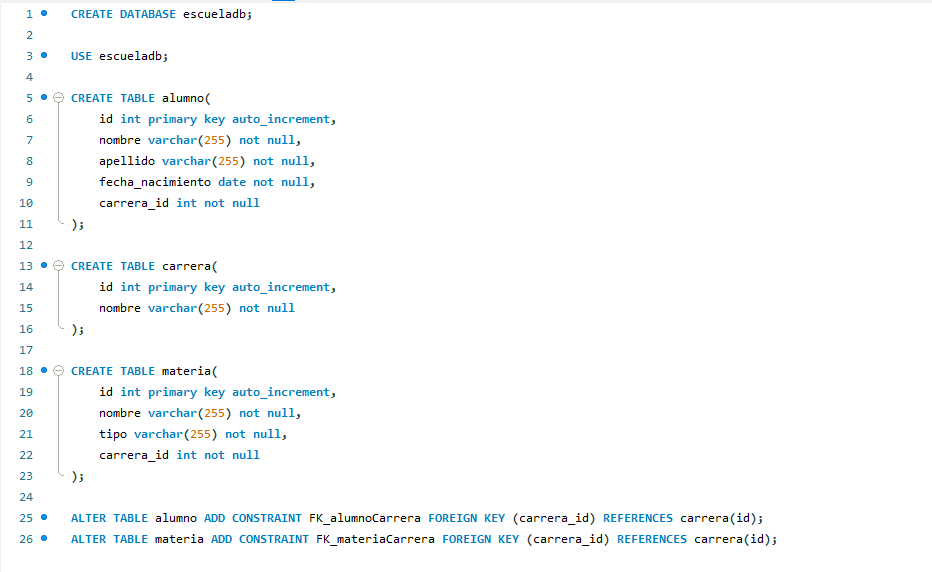 1 CREATE DATABASE escueladb;
2
3 USE escueladb;
4
5 CREATE TABLE alumno(
6 id int primary key auto_increment,
7 nombre varchar(255) not null,
8 apellido varchar(255) not null,
9 fecha_nacimiento date not null,
10 carrera_id int not null
11 );
12
13 CREATE TABLE carrera(
14 id int primary key auto_increment,
15 nombre varchar(255) not null
16 );
17
18 CREATE TABLE materia(
19 id int primary key auto_increment,
20 nombre varchar(255) not null,
21 tipo varchar(255) not null,
22 carrera_id int not null
23 );
24
25 ALTER TABLE alumno ADD CONSTRAINT FK_alumnoCarrera FOREIGN KEY (carrera_id) REFERENCES carrera(id);
26 ALTER TABLE materia ADD CONSTRAINT FK_materiaCarrera FOREIGN KEY (carrera_id) REFERENCES carrera(id);